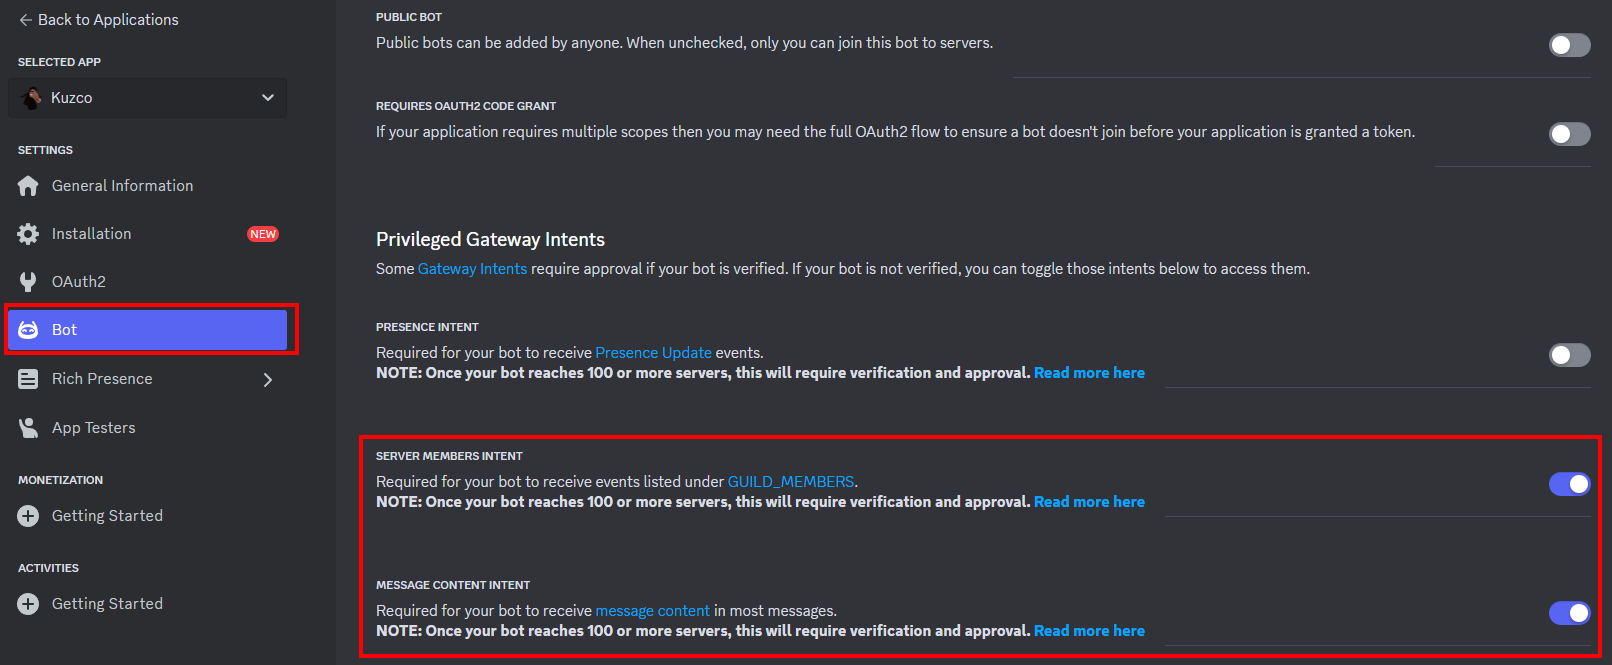 Back to Applications
SELECTED APP
Kuzco
SETTINGS
General Information
Installation NEW
OAuth2
Bot
Rich Presence
App Testers
MONETIZATION
Getting Started
ACTIVITIES
Getting Started
PUBLIC BOT
Public bots can be added by anyone. When unchecked, only you can join this bot to servers.
REQUIRES OAUTH2 CODE GRANT
If your application requires multiple scopes then you may need the full OAuth2 flow to ensure a bot doesn't join before your application is granted a token.
Privileged Gateway Intents
Some Gateway Intents require approval if your bot is verified. If your bot is not verified, you can toggle those intents below to access them.
PRESENCE INTENT
Required for your bot to receive Presence Update events.
NOTE: Once your bot reaches 100 or more servers, this will require verification and approval. Read more here
SERVER MEMBERS INTENT
Required for your bot to receive events listed under GUILD_MEMBERS.
NOTE: Once your bot reaches 100 or more servers, this will require verification and approval. Read more here
MESSAGE CONTENT INTENT
Required for your bot to receive message content in most messages.
NOTE: Once your bot reaches 100 or more servers, this will require verification and approval. Read more here